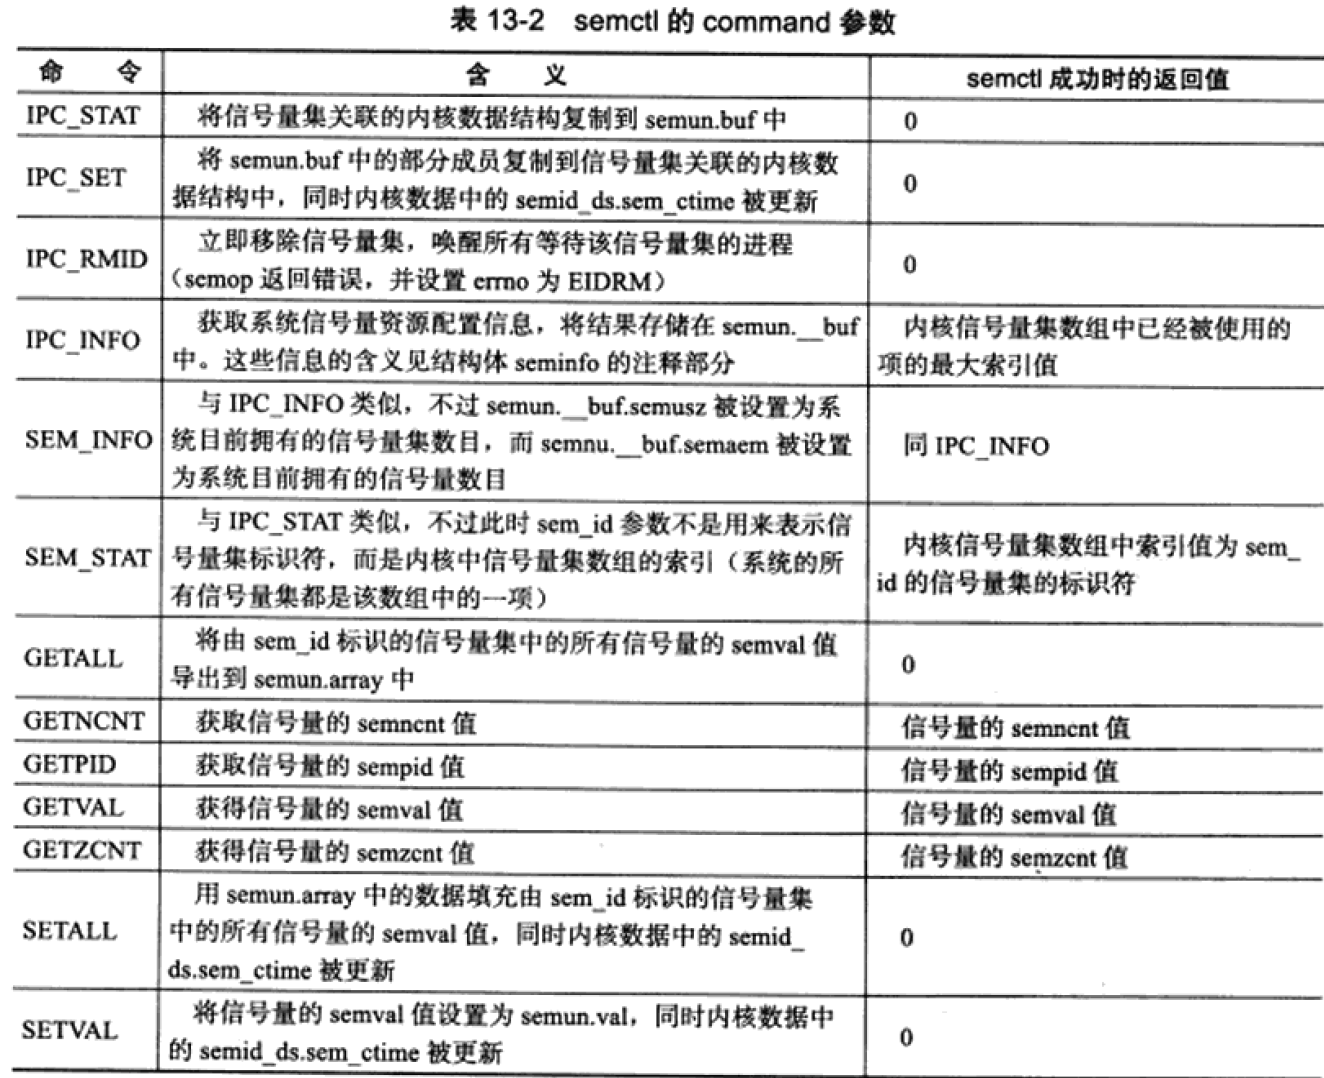 表 13-2 semctl 的 command 参数
命 令 含 义 semctl 成功时的返回值
IPC_STAT 将信号量集关联的内核数据结构复制到 semun.buf 中 0
IPC_SET 将 semun.buf 中的部分成员复制到信号量集关联的内核数
据结构中，同时内核数据中的 semid_ds.sem_ctime 被更新
0
IPC_RMID 立即移除信号量集，唤醒所有等待该信号量集的进程
（semop 返回错误，并设置 errno 为 EIDRM）
0
IPC_INFO 获取系统信号量资源配置信息，将结果存储在 semun.__buf
中。这些信息的含义见结构体 seminfo 的注释部分
内核信号量集数组中已经被使用的
项的最大索引值
SEM_INFO
与 IPC_INFO 类似，不过 semun.__buf.semusz 被设置为系
统目前拥有的信号量集数目，而 semnu.__buf.semaem 被设置
为系统目前拥有的信号量数目
同 IPC_INFO
SEM_STAT
与 IPC_STAT 类似，不过此时 sem_id 参数不是用来表示信
号量集标识符，而是内核中信号量集数组的索引（系统的所
有信号量集都是该数组中的一项）
内核信号量集数组中索引值为 sem_
id 的信号量集的标识符
GETALL
将由 sem_id 标识的信号量集中的所有信号量的 semval 值
导出到 semun.array 中
0
GETNCNT 获取信号量的 semncnt 值 信号量的 semncnt 值
GETPID 获取信号量的 sempid 值 信号量的 sempid 值
GETVAL 获得信号量的 semval 值 信号量的 semval 值
GETZCNT 获得信号量的 semzcnt 值 信号量的 semzcnt 值
SETALL
用 semun.array 中的数据填充由 sem_id 标识的信号量集
中的所有信号量的 semval 值，同时内核数据中的 semid_
ds.sem_ctime 被更新
0
SETVAL
将信号量的 semval 值设置为 semun.val，同时内核数据中
的 semid_ds.sem_ctime 被更新
0